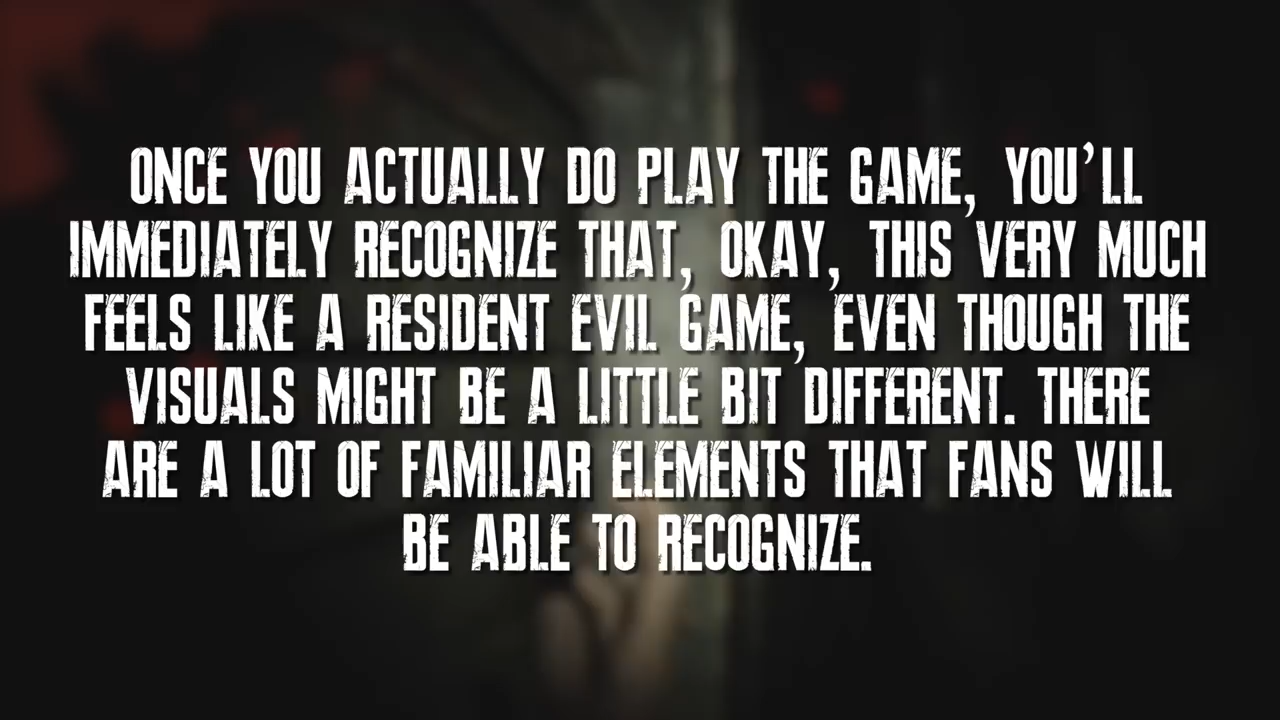 ONCE YOU ACTUALLY DO PLAY THE GAME, YOU'LL
IMMEDIATELY RECOGNIZE THAT, OKAY, THIS VERY MUCH
FEELS LIKE A RESIDENT EVIL GAME, EVEN THOUGH THE
VISUALS MIGHT BE A LITTLE BIT DIFFERENT. THERE
ARE A LOT OF FAMILIAR ELEMENTS THAT FANS WILL
BE ABLE TO RECOGNIZE.